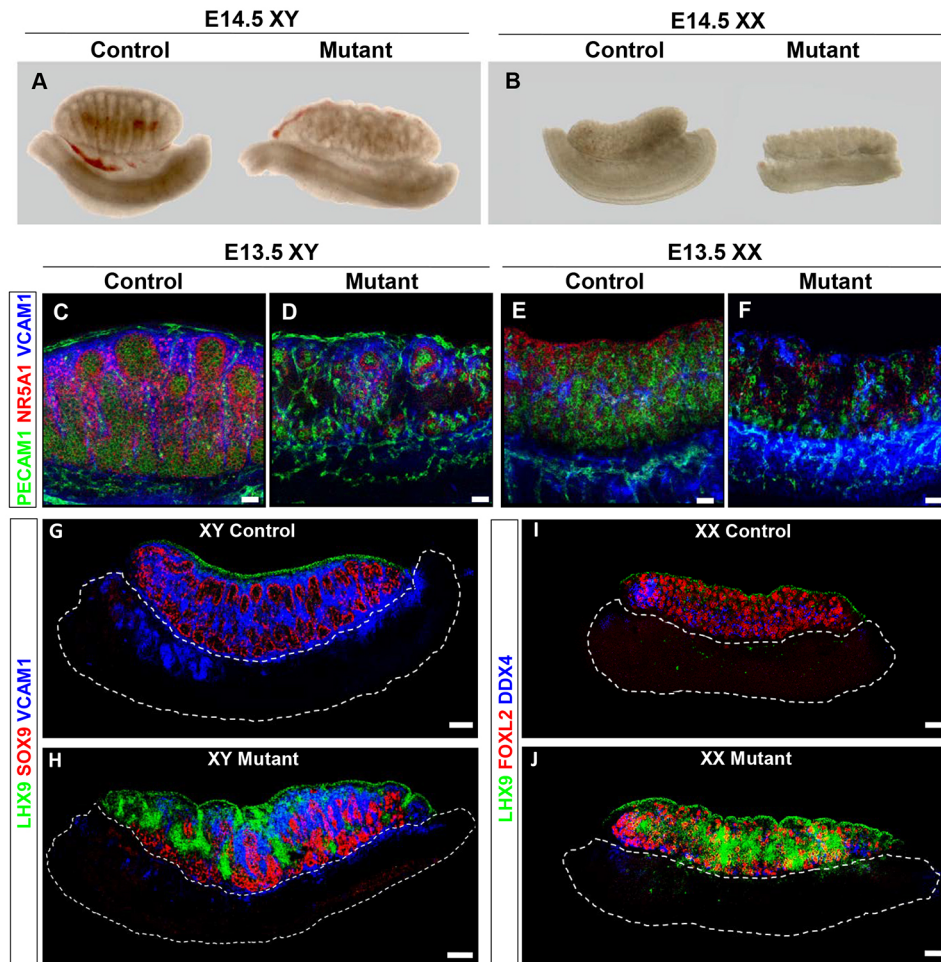 E14.5 XY
E14.5 XX
Control
Mutant
Control
Mutant
A
B
E13.5 XY
E13.5 XX
Control
Mutant
Control
Mutant
PECAM1 NR5A1 VCAM1
C
D
E
F
LHX9 SOX9 VCAM1
G
XY Control
H
XY Mutant
LHX9 FOXL2 DDX4
I
XX Control
J
XX Mutant